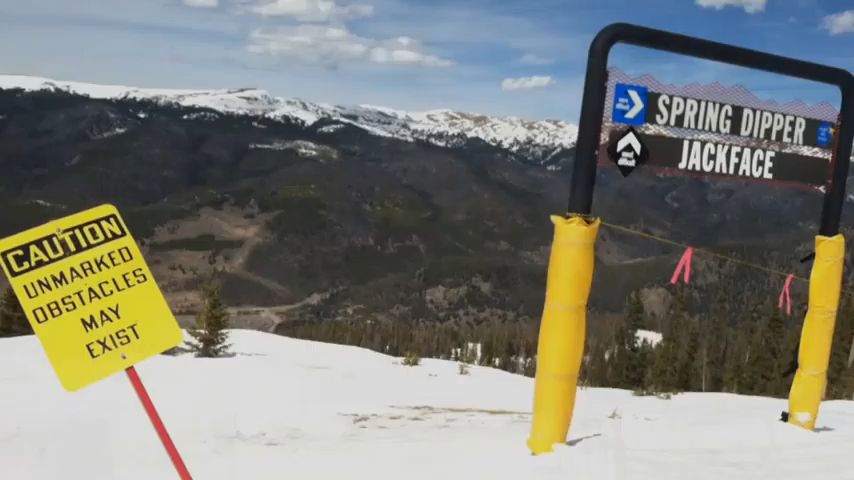 CAUTION
UNMARKED
OBSTACLES
MAY
EXIST
SPRING DIPPER
JACKFACE